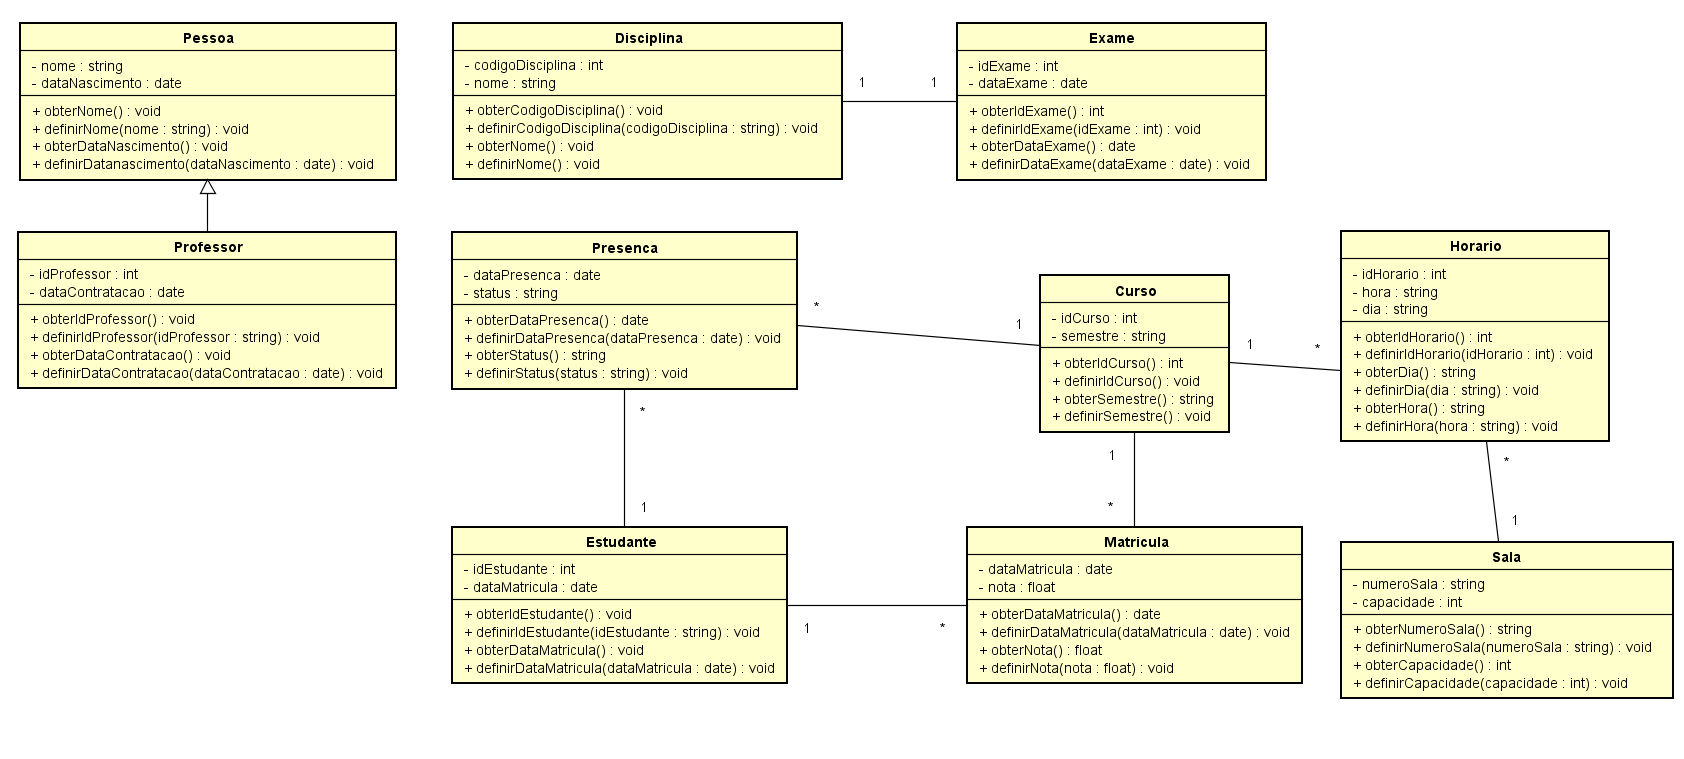 Pessoa
- nome : string
- dataNascimento : date
+ obterNome() : void
+ definirNome(nome : string) : void
+ obterDataNascimento() : void
+ definirDatanascimento(dataNascimento : date) : void
Disciplina
- codigoDisciplina : int
- nome : string
+ obterCodigoDisciplina() : void
+ definirCodigoDisciplina(codigoDisciplina : string) : void
+ obterNome() : void
+ definirNome() : void
1
1
Exame
- idExame : int
- dataExame : date
+ obterIdExame() : int
+ definirIdExame(idExame : int) : void
+ obterDataExame() : date
+ definirDataExame(dataExame : date) : void
Professor
- idProfessor : int
- dataContratacao : date
+ obterIdProfessor() : void
+ definirIdProfessor(idProfessor : string) : void
+ obterDataContratacao() : void
+ definirDataContratacao(dataContratacao : date) : void
Presenca
- dataPresenca : date
- status : string
+ obterDataPresenca() : date
+ definirDataPresenca(dataPresenca : date) : void
+ obterStatus() : string
+ definirStatus(status : string) : void
*
1
Curso
- idCurso : int
- semestre : string
+ obterIdCurso() : int
+ definirIdCurso() : void
+ obterSemestre() : string
+ definirSemestre() : void
1
*
Horario
- idHorario : int
- hora : string
- dia : string
+ obterIdHorario() : int
+ definirIdHorario(idHorario : int) : void
+ obterDia() : string
+ definirDia(dia : string) : void
+ obterHora() : string
+ definirHora(hora : string) : void
*
1
1
*
*
1
Estudante
- idEstudante : int
- dataMatricula : date
+ obterIdEstudante() : void
+ definirIdEstudante(idEstudante : string) : void
+ obterDataMatricula() : void
+ definirDataMatricula(dataMatricula : date) : void
1
*
Matricula
- dataMatricula : date
- nota : float
+ obterDataMatricula() : date
+ definirDataMatricula(dataMatricula : date) : void
+ obterNota() : float
+ definirNota(nota : float) : void
Sala
- numeroSala : string
- capacidade : int
+ obterNumeroSala() : string
+ definirNumeroSala(numeroSala : string) : void
+ obterCapacidade() : int
+ definirCapacidade(capacidade : int) : void